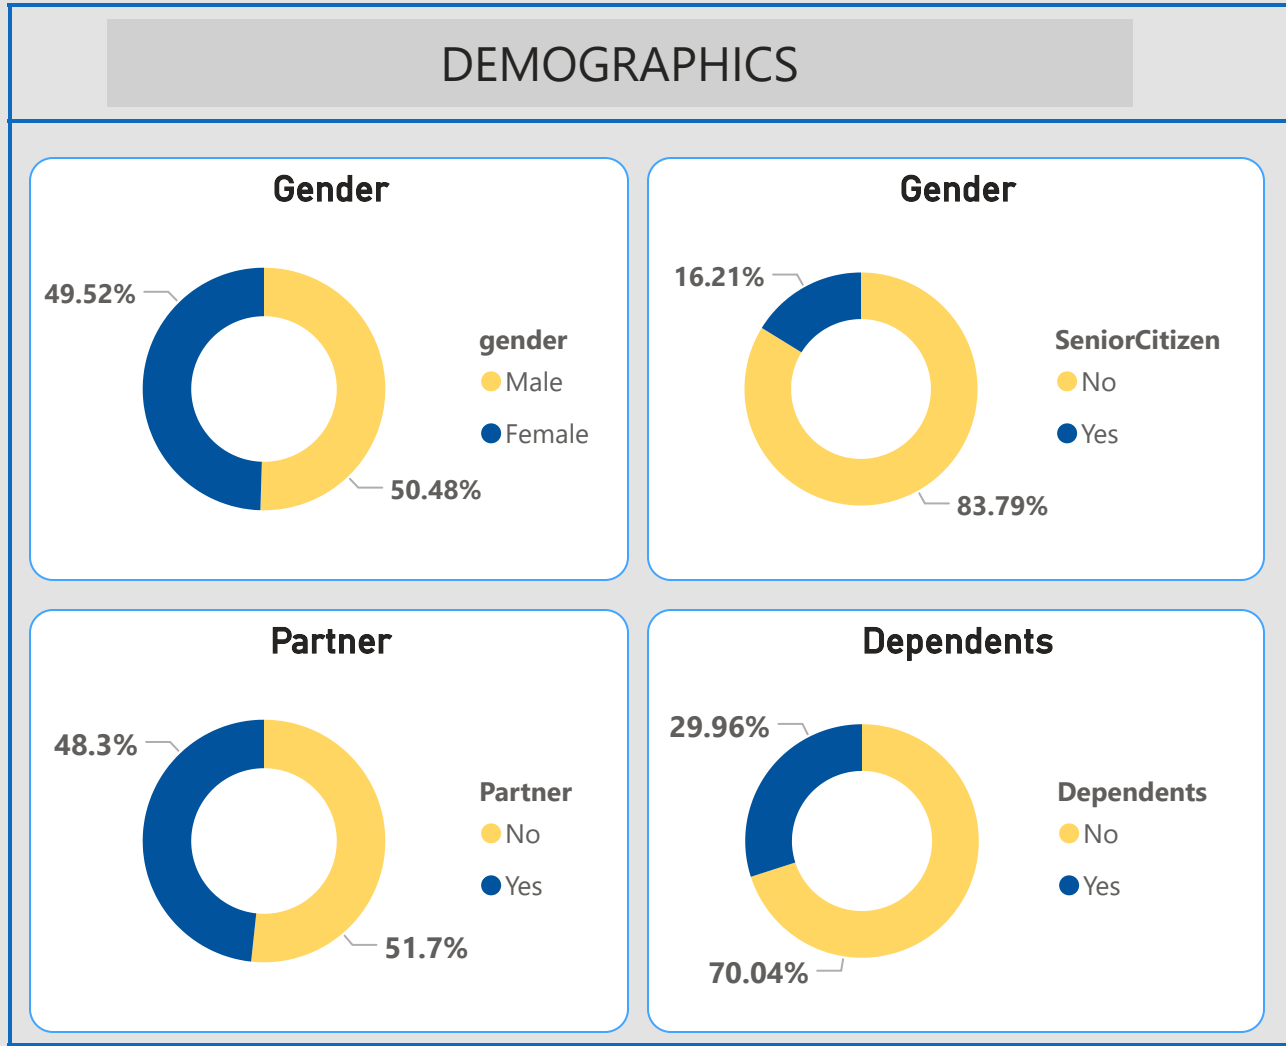 DEMOGRAPHICS
Gender
49.52%
50.48%
gender
Male
Female
Gender
16.21%
83.79%
SeniorCitizen
No
Yes
Partner
48.3%
51.7%
Partner
No
Yes
Dependents
29.96%
70.04%
Dependents
No
Yes